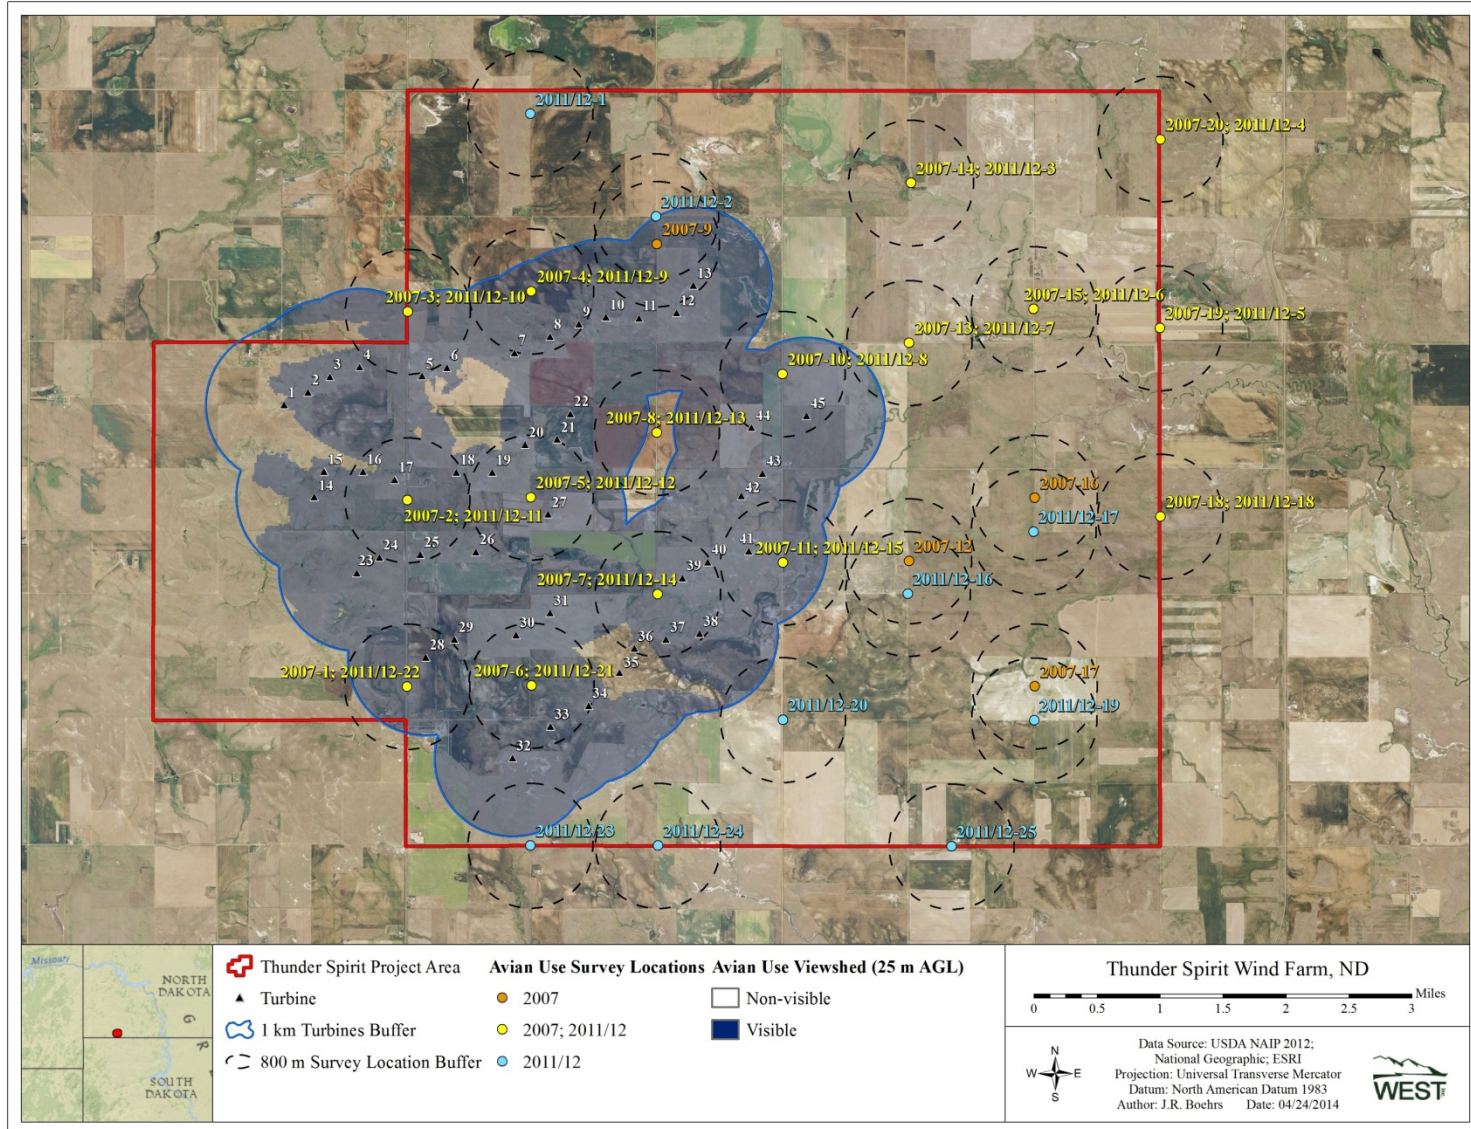 2011/12-1
2007-20; 2011/12-4
2007-14; 2011/12-3
2011/12-2
2007-9
2007-4; 2011/12-9
2007-3; 2011/12-10
2007-15; 2011/12-6
2007-19; 2011/12-5
2007-13; 2011/12-7
2007-10; 2011/12-8
13
12
11
10
9
8
7
6
5
4
3
2
1
22
21
20
2007-8; 2011/12-13
44
45
43
42
15
16
17
18
19
14
2007-5; 2011/12-12
2007-2; 2011/12-11
27
2007-16
2011/12-17
2007-18; 2011/12-18
23
24
25
26
41
40
39
2007-11; 2011/12-15
2007-12
2011/12-16
2007-7; 2011/12-14
31
30
29
28
38
37
36
35
34
33
32
2007-1; 2011/12-22
2007-6; 2011/12-21
2007-17
2011/12-19
2011/12-20
2011/12-23
2011/12-24
2011/12-25
Missouri
NORTH
DAKOTA
G
R
SOUTH
DAKOTA
Thunder Spirit Project Area
Turbine
1 km Turbines Buffer
800 m Survey Location Buffer
Avian Use Survey Locations
2007
2007; 2011/12
2011/12
Avian Use Viewshed (25 m AGL)
Non-visible
Visible
Thunder Spirit Wind Farm, ND
Miles
0 0.5 1 1.5 2 2.5 3
N
W E
S
Data Source: USDA NAIP 2012;
National Geographic; ESRI
Projection: Universal Transverse Mercator
Datum: North American Datum 1983
Author: J.R. Boehrs Date: 04/24/2014
WEST Inc.